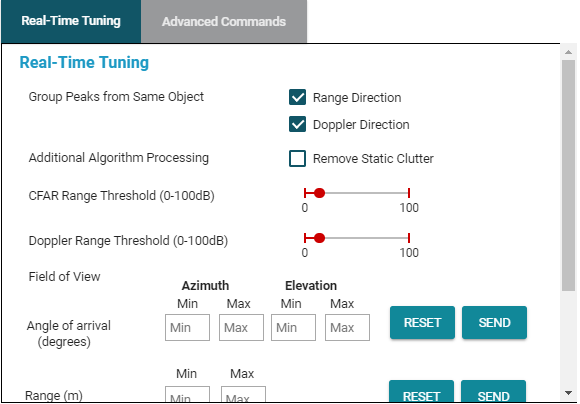 Real-Time Tuning Advanced Commands
Real-Time Tuning
Group Peaks from Same Object Range Direction
Doppler Direction
Additional Algorithm Processing Remove Static Clutter
CFAR Range Threshold (0-100dB)
0 100
Doppler Range Threshold (0-100dB)
0 100
Field of View
Azimuth Elevation
Min Max Min Max
Angle of arrival Min Max Min Max RESET SEND
(degrees)
Min Max
Range (m) Min Max RESET SEND